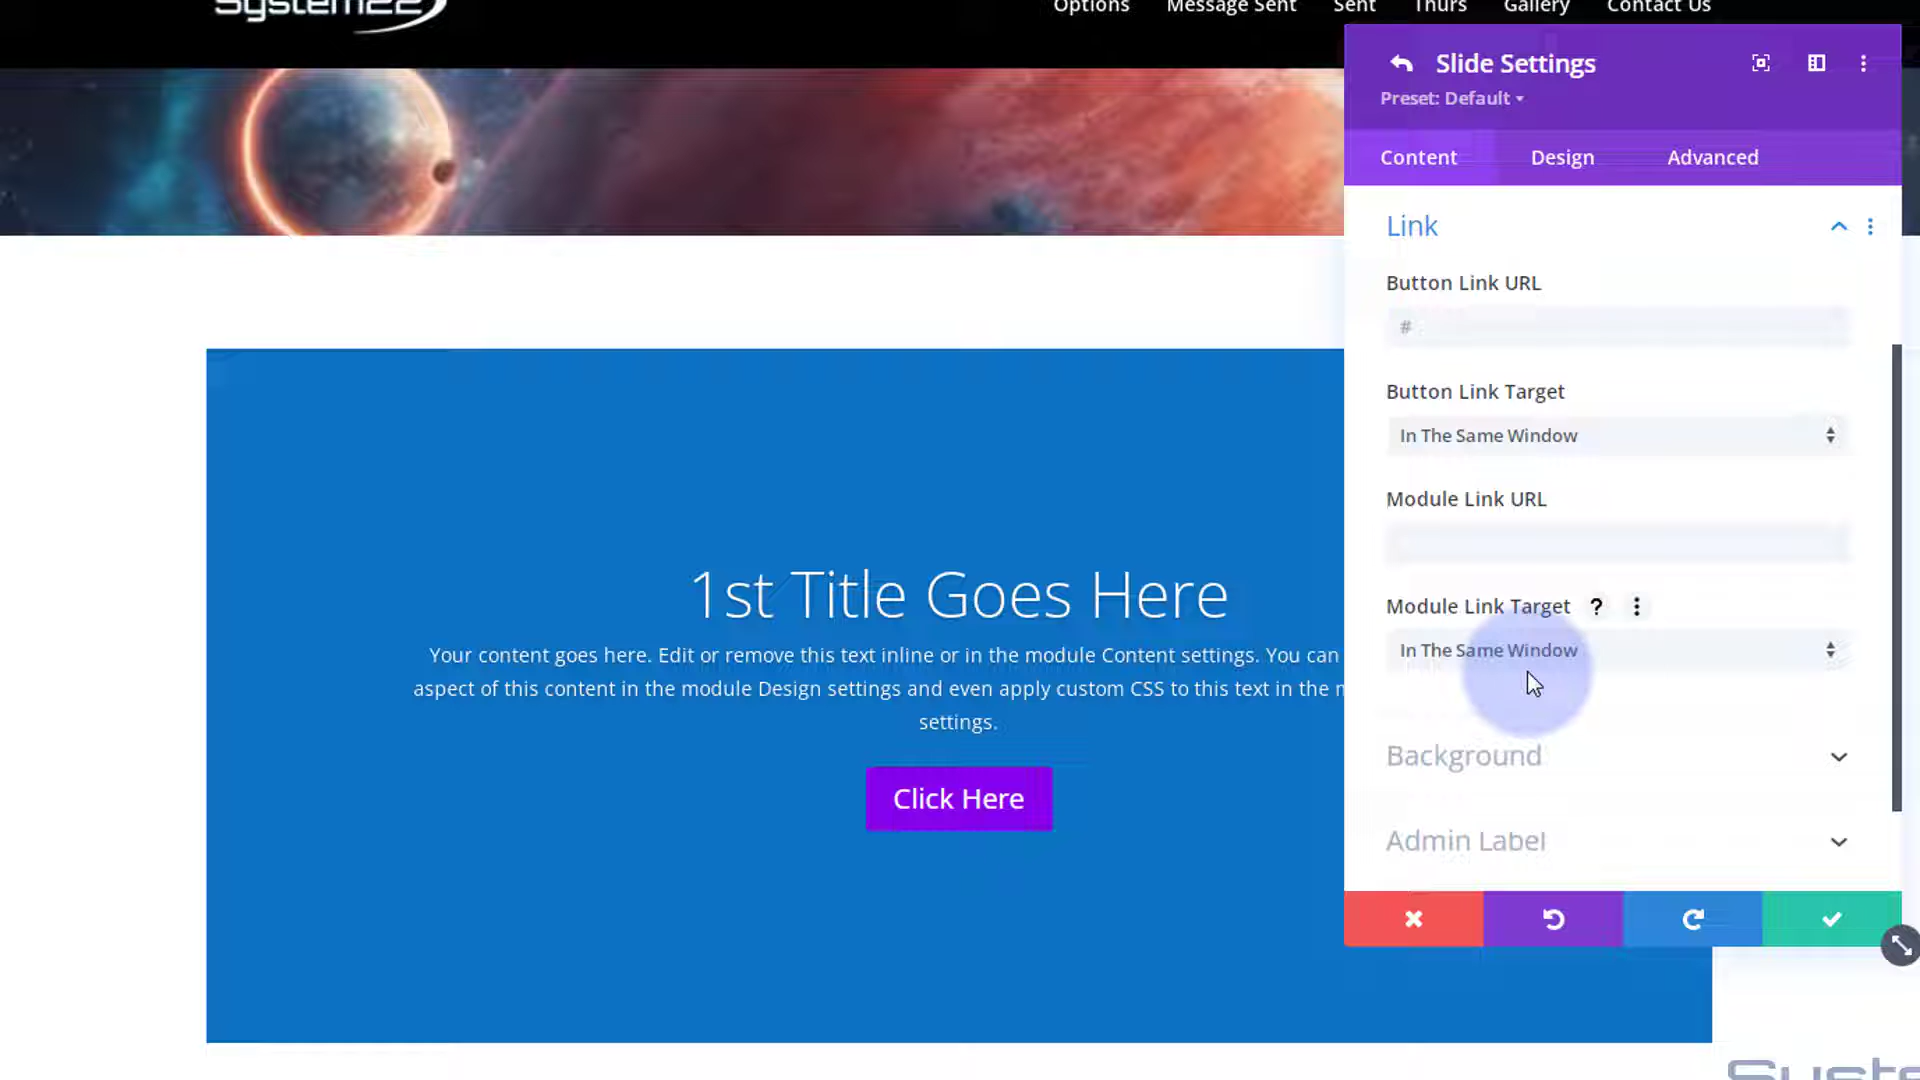 System22
Options Message Sent Sent Thurs Gallery Contact Us
Slide Settings
Preset: Default
Content Design Advanced
Link
Button Link URL
#
Button Link Target
In The Same Window
Module Link URL
Module Link Target ?
In The Same Window
Background
Admin Label
1st Title Goes Here
Your content goes here. Edit or remove this text inline or in the module Content settings. You can
aspect of this content in the module Design settings and even apply custom CSS to this text in the
settings.
Click Here